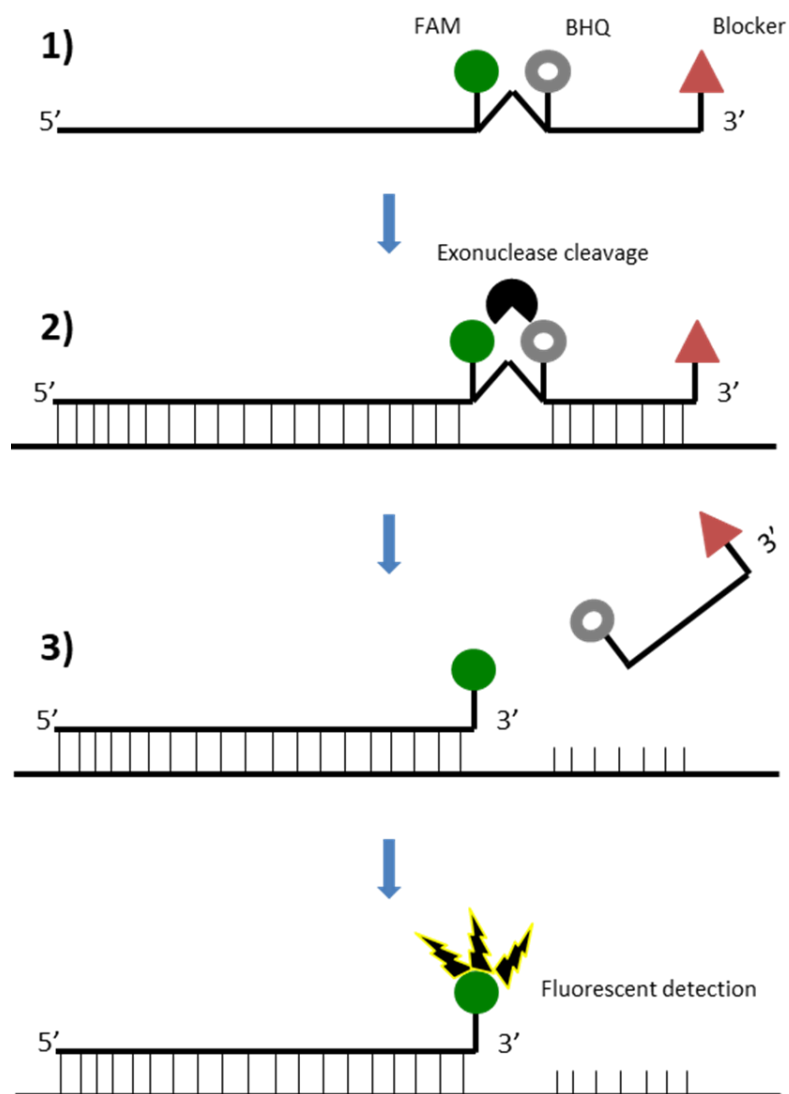 1)
FAM
BHQ
Blocker
5’
3’
Exonuclease cleavage
2)
5’
3’
3’
3)
5’
3’
Fluorescent detection
5’
3’